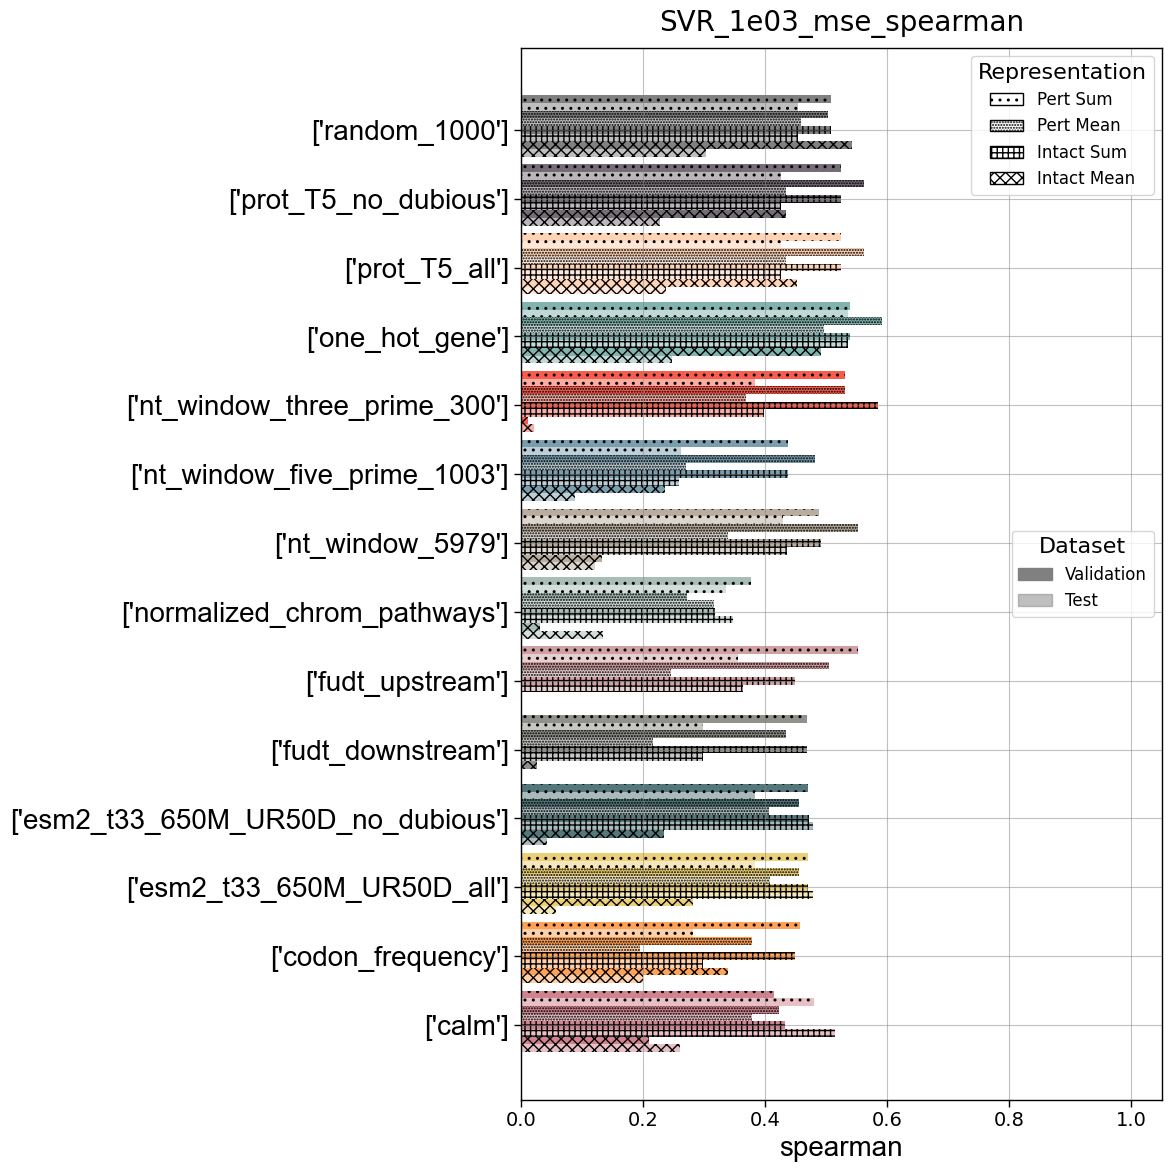 SVR_1e03_mse_spearman
Representation
Pert Sum
Pert Mean
Intact Sum
Intact Mean
['random_1000']
['prot_T5_no_dubious']
['prot_T5_all']
['one_hot_gene']
['nt_window_three_prime_300']
['nt_window_five_prime_1003']
['nt_window_5979']
Dataset
Validation
Test
['normalized_chrom_pathways']
['fudt_upstream']
['fudt_downstream']
['esm2_t33_650M_UR50D_no_dubious']
['esm2_t33_650M_UR50D_all']
['codon_frequency']
['calm']
0.0 0.2 0.4 0.6 0.8 1.0
spearman